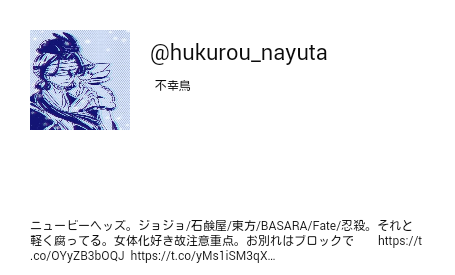 @hukurou_nayuta
不幸鳥
ニュービーヘッズ。ジョジョ/石鹸屋/東方/BASARA/Fate/忍殺。それと
軽く腐ってる。女体化好き故注意重点。お別れはブロックで　　https://t
.co/OYyZB3bOQJ https://t.co/yMs1iSM3qX…